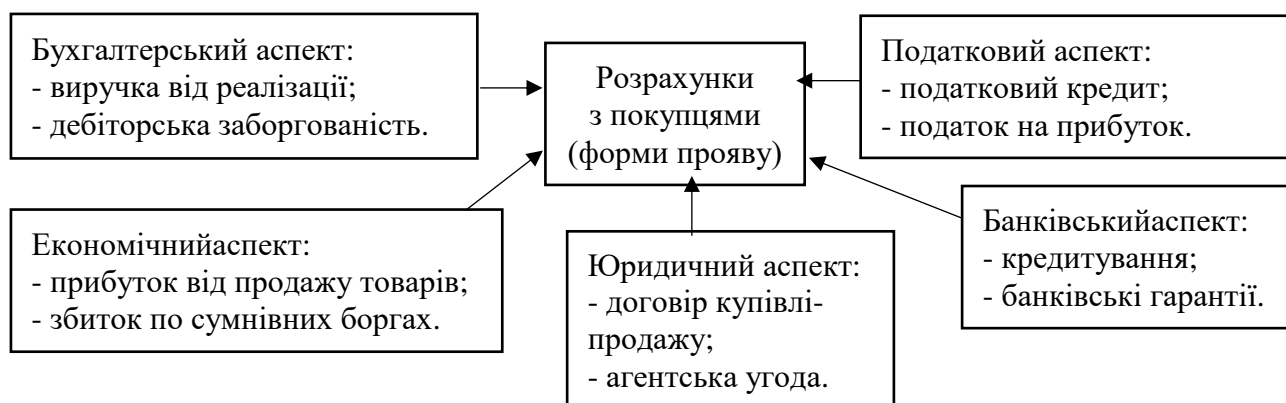 Бухгалтерський аспект:
- виручка від реалізації;
- дебіторська заборгованість.
Розрахунки
з покупцями
(форми прояву)
Податковий аспект:
- податковий кредит;
- податок на прибуток.
Економічнийаспект:
- прибуток від продажу товарів;
- збиток по сумнівних боргах.
Юридичний аспект:
- договір купівлі-
продажу;
- агентська угода.
Банківськийаспект:
- кредитування;
- банківські гарантії.